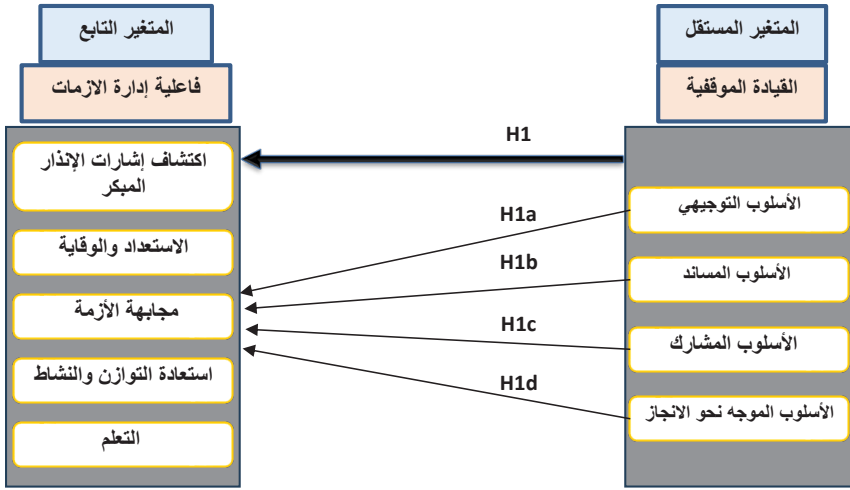 المتغير المستقل
القيادة الموقفية
الأسلوب التوجيهي
الأسلوب المساند
الأسلوب المشارك
الأسلوب الموجه نحو الانجاز
H1
H1a
H1b
H1c
H1d
المتغير التابع
فاعلية إدارة الازمات
اكتشاف إشارات الإنذار
المبكر
الاستعداد والوقاية
مجابهة الأزمة
استعادة التوازن والنشاط
التعلم